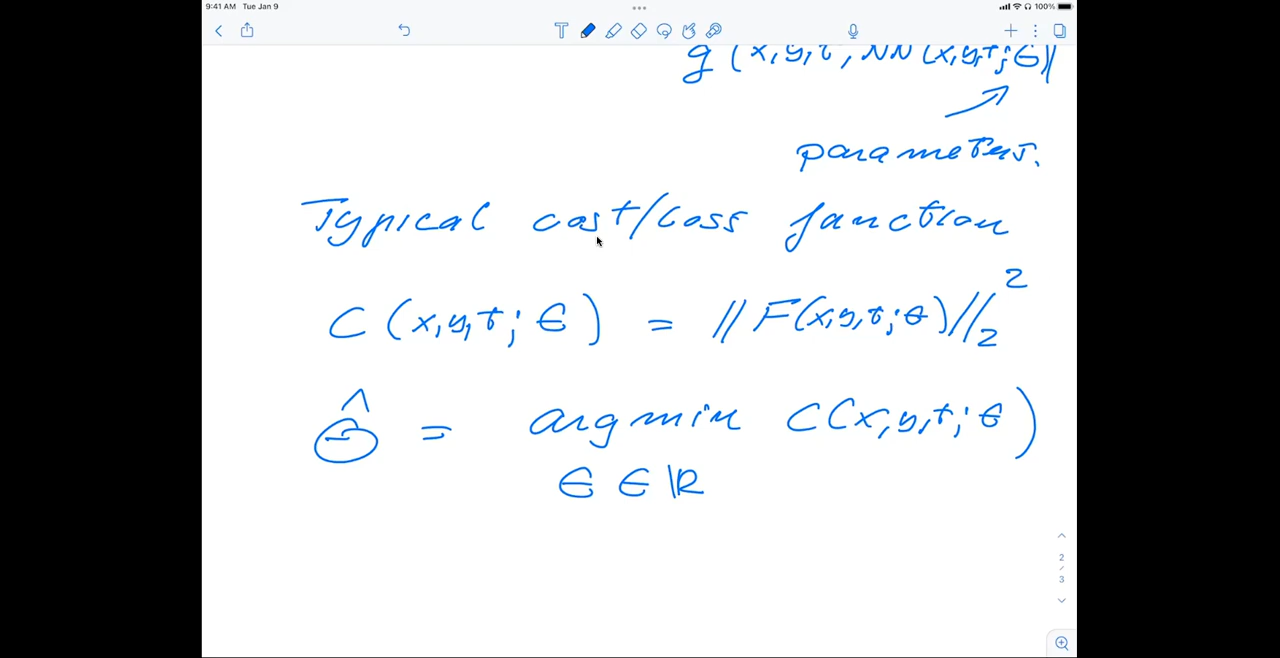 9:41 AM Tue Jan 9
100%
g (x,y,t, NN(x,y,t;Θ)
parameters.
Typical cost/loss function
C (x,y,t; Θ) = || F(x,y,t;Θ)||₂²
Θ̂ = argmin C(x,y,t; Θ)
Θ ∈ ℝ
2
/
3